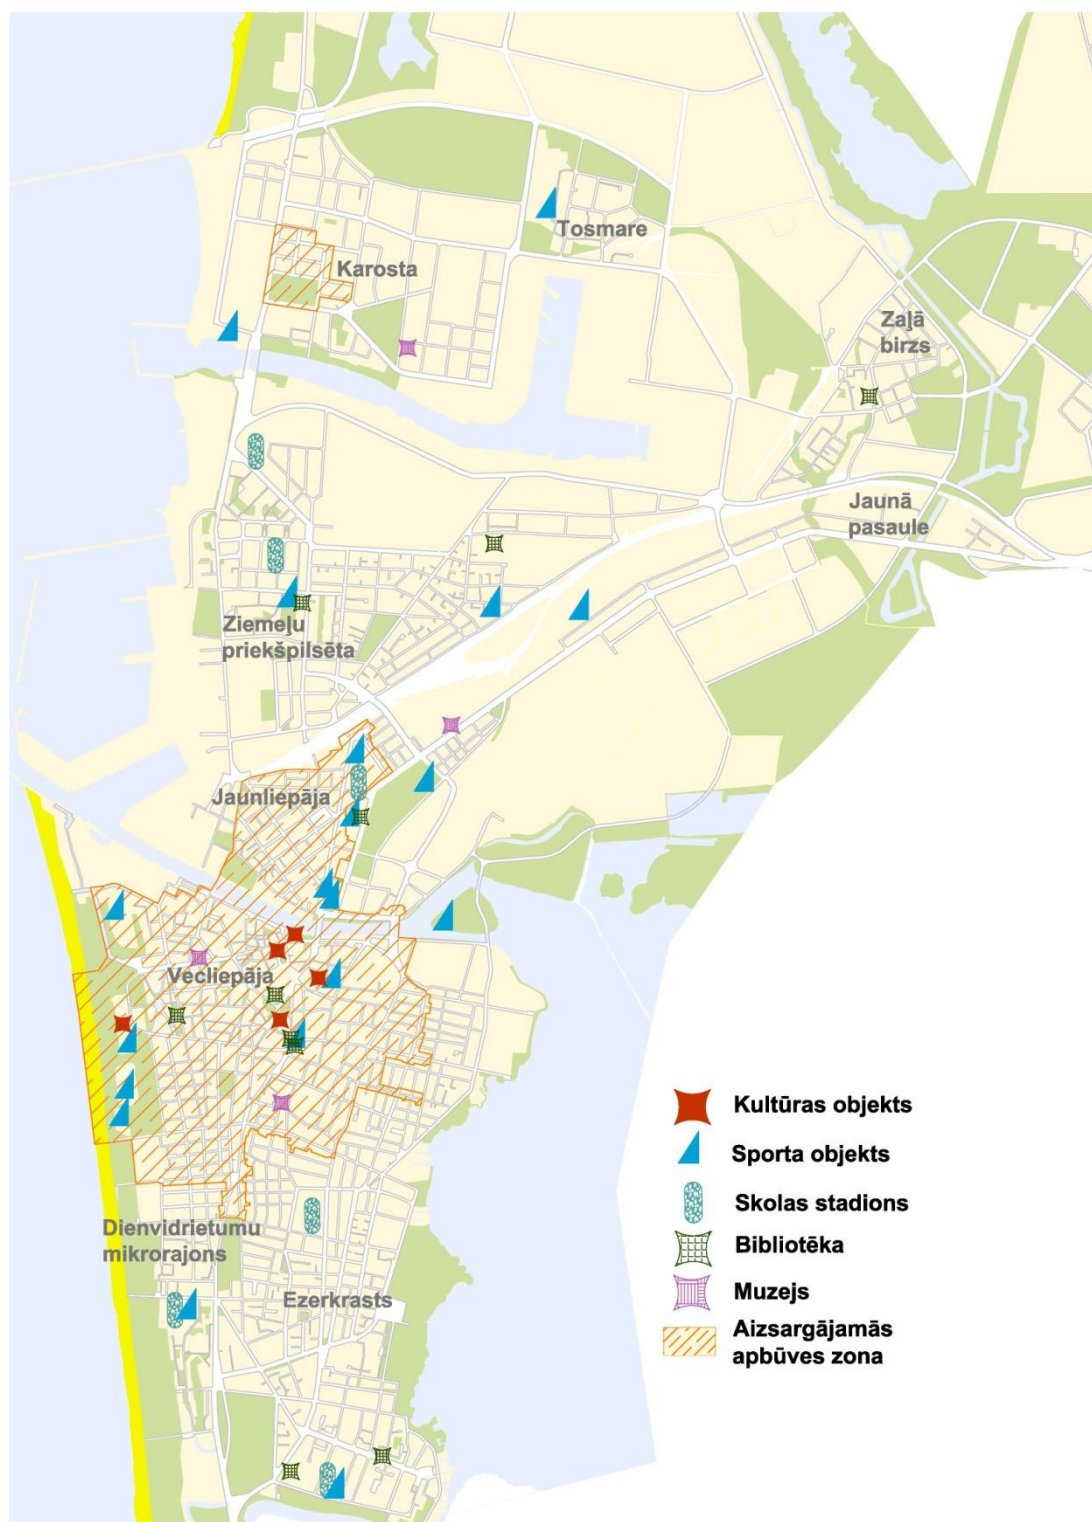 Tosmare
Karosta
Zaļā
birzs
Jaunā
pasaule
Ziemeļu
priekšpilsēta
Jaunliepāja
Vecliepāja
Dienvidrietumu
mikrorajons
Ezerkrasts
Kultūras objekts
Sporta objekts
Skolas stadions
Bibliotēka
Muzejs
Aizsargājamās
apbūves zona